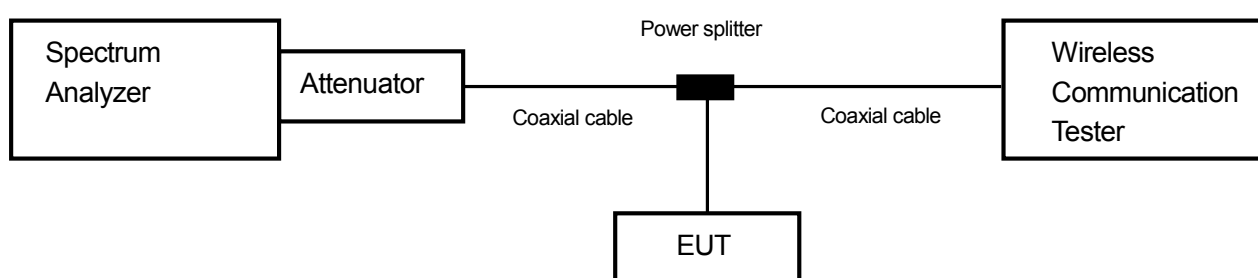 Spectrum
Analyzer
Attenuator
Power splitter
Coaxial cable
Coaxial cable
Wireless
Communication
Tester
EUT